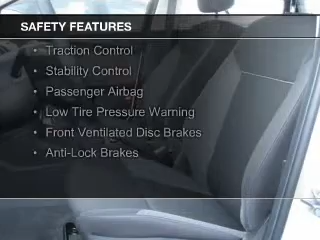 SAFETY FEATURES
• Traction Control
• Stability Control
• Passenger Airbag
• Low Tire Pressure Warning
• Front Ventilated Disc Brakes
• Anti-Lock Brakes